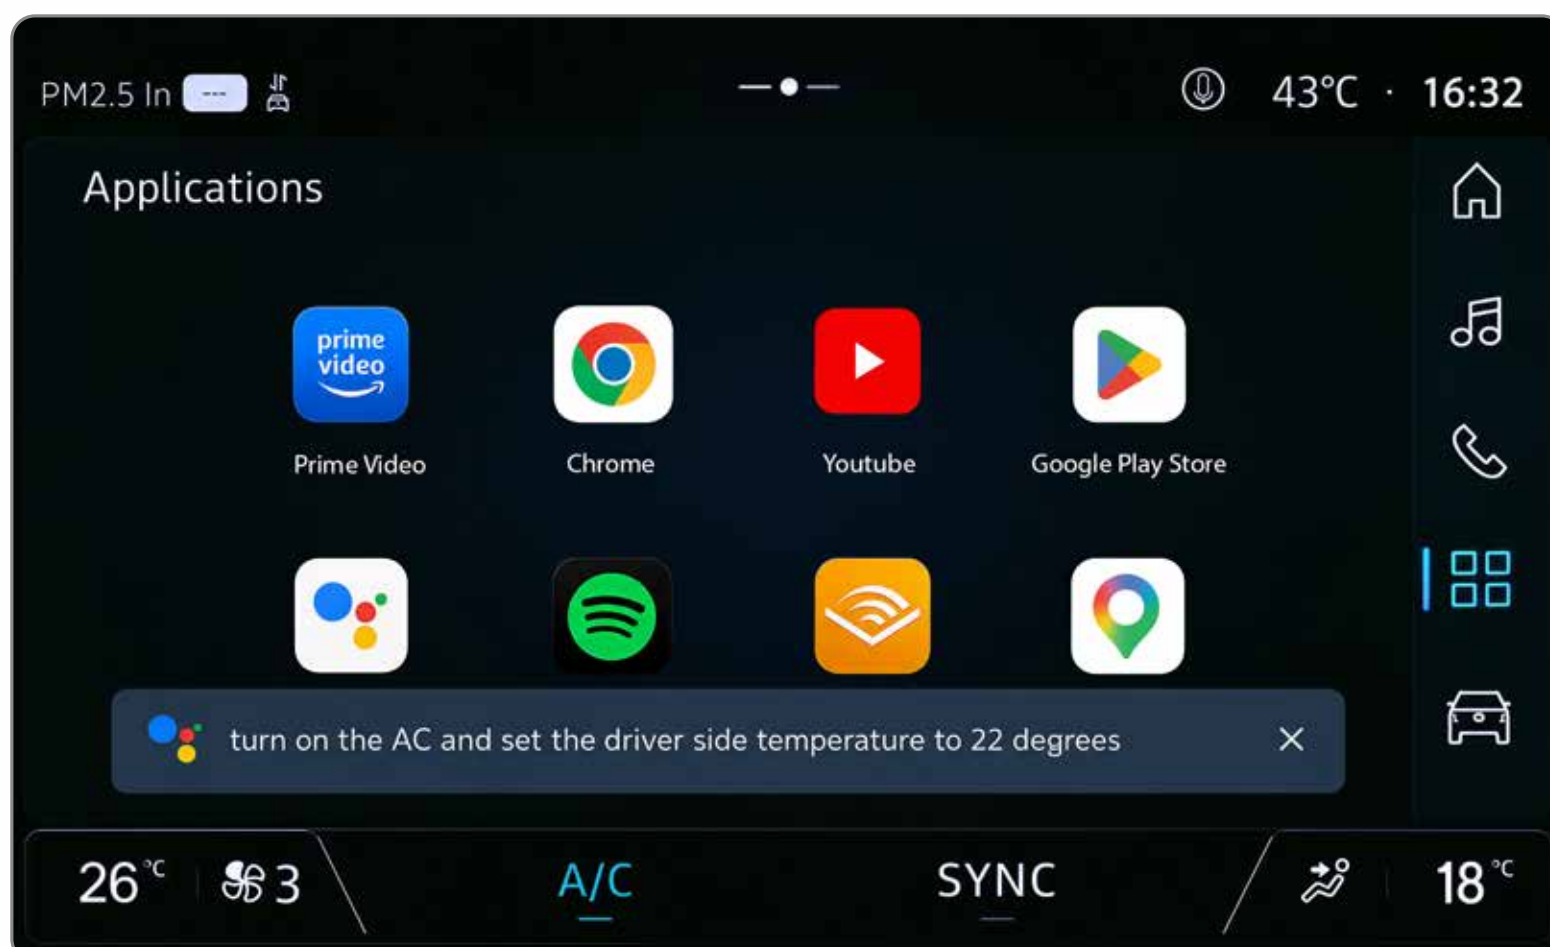 PM2.5 In ---
43°C · 16:32
Applications
prime
video
Prime Video
Chrome
Youtube
Google Play Store
turn on the AC and set the driver side temperature to 22 degrees
26°C 3 A/C SYNC 18°C